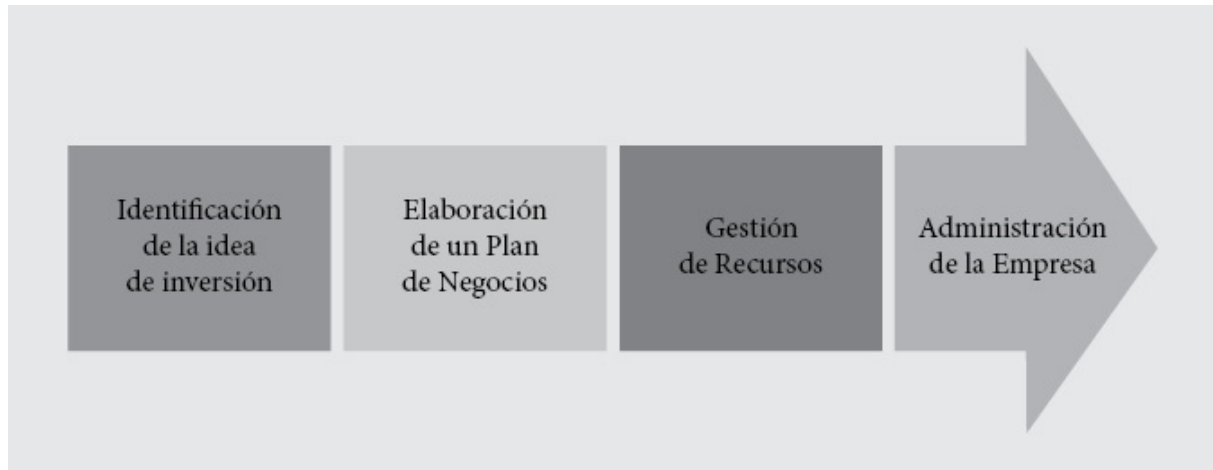 Identificación
de la idea
de inversión
Elaboración
de un Plan
de Negocios
Gestión
de Recursos
Administración
de la Empresa